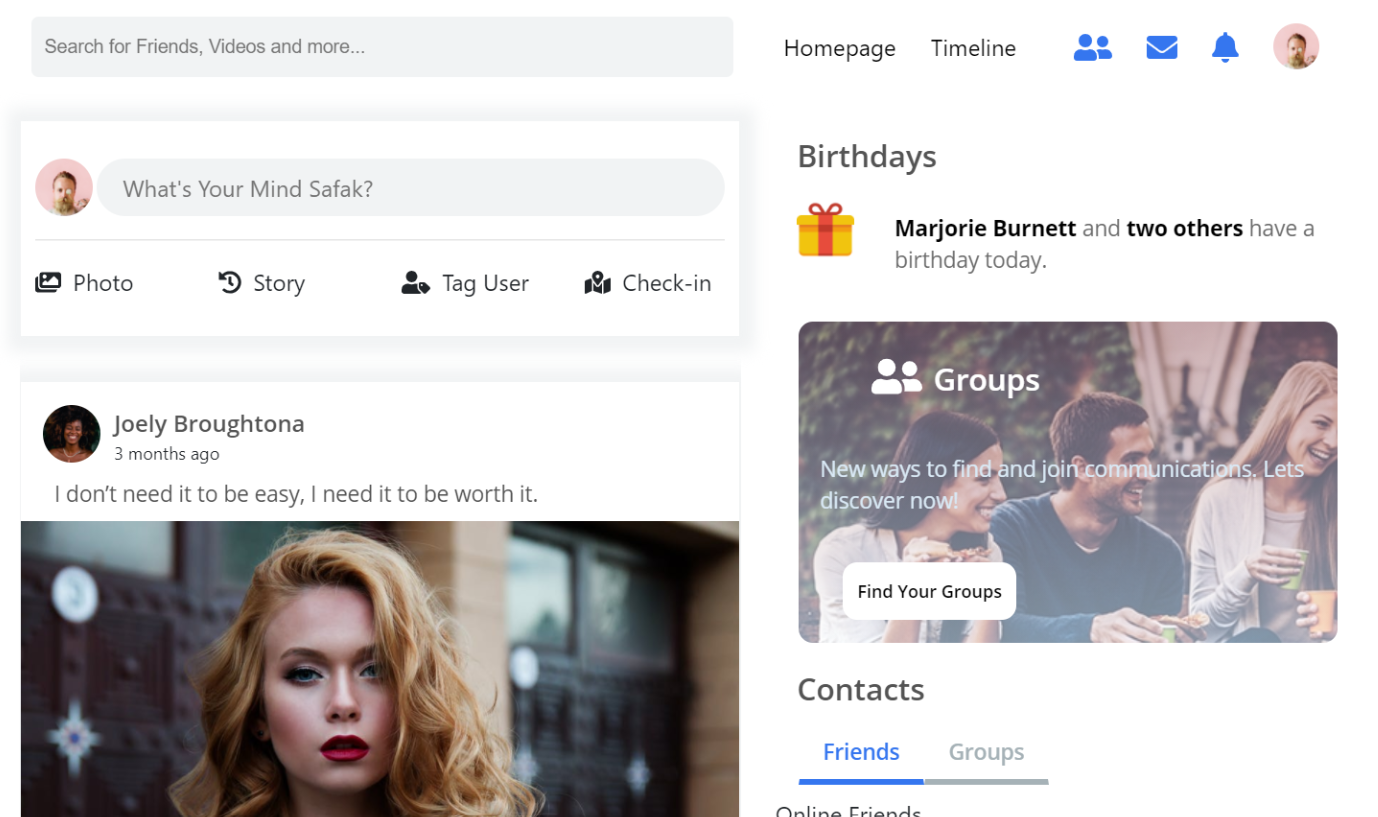 Search for Friends, Videos and more...
Homepage
Timeline
What's Your Mind Safak?
Photo
Story
Tag User
Check-in
Joely Broughtona
3 months ago
I don’t need it to be easy, I need it to be worth it.
Birthdays
Marjorie Burnett and two others have a
birthday today.
Groups
New ways to find and join communications. Lets
discover now!
Find Your Groups
Contacts
Friends
Groups
Online Friends